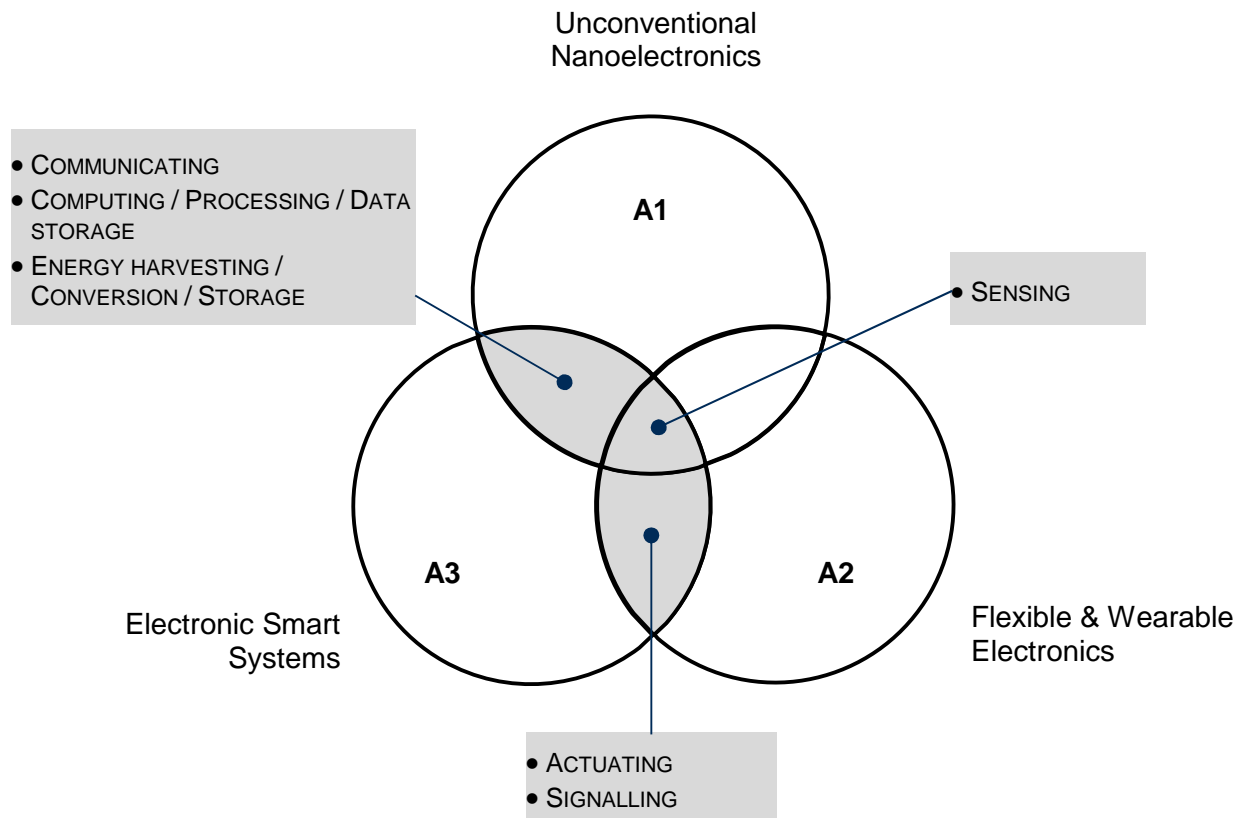 Unconventional
Nanoelectronics
• COMMUNICATING
• COMPUTING / PROCESSING / DATA
STORAGE
• ENERGY HARVESTING /
CONVERSION / STORAGE
A1
• SENSING
A3
A2
Electronic Smart
Systems
Flexible & Wearable
Electronics
• ACTUATING
• SIGNALLING